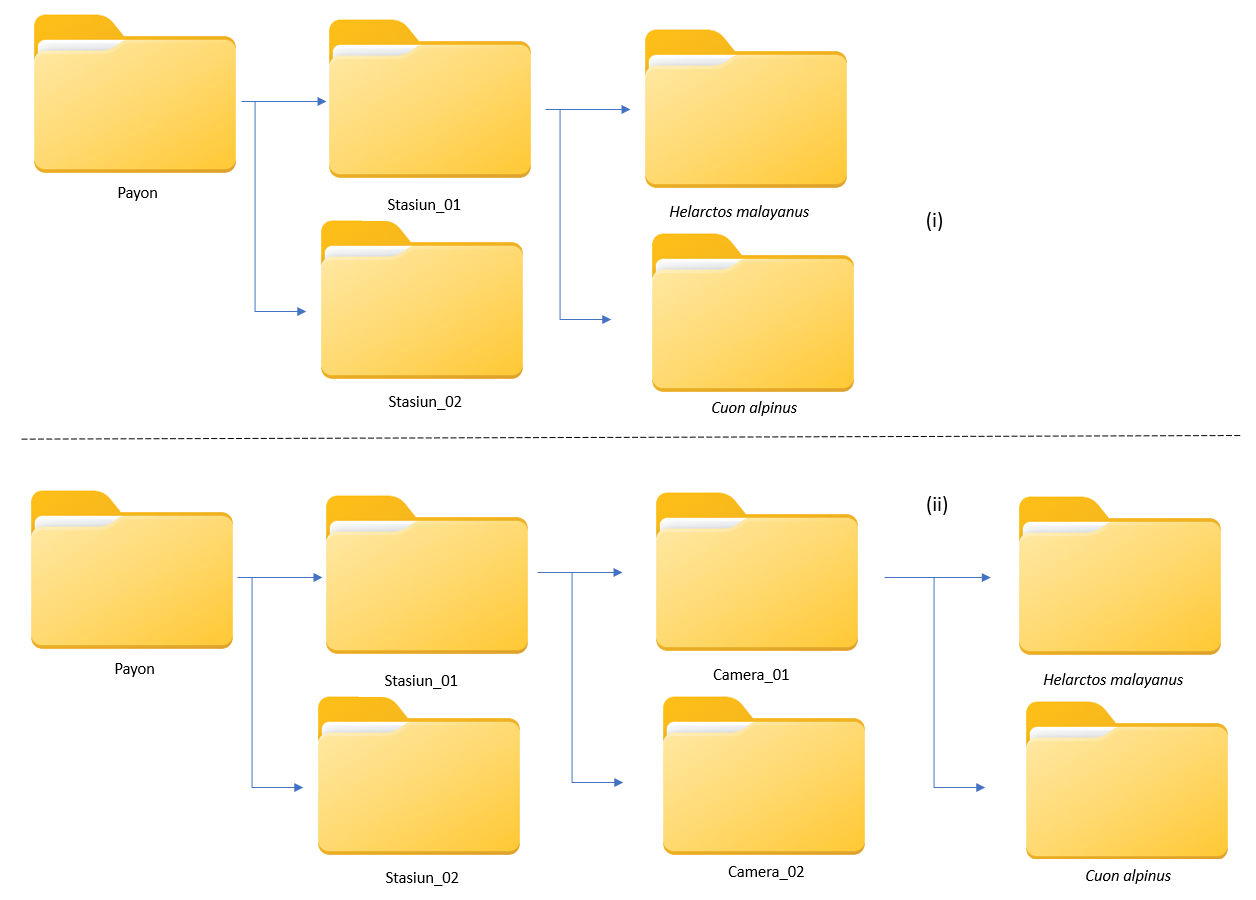 Payon
Stasiun_01
Helarctos malayanus
(i)
Stasiun_02
Cuon alpinus
(ii)
Payon
Stasiun_01
Camera_01
Helarctos malayanus
Stasiun_02
Camera_02
Cuon alpinus